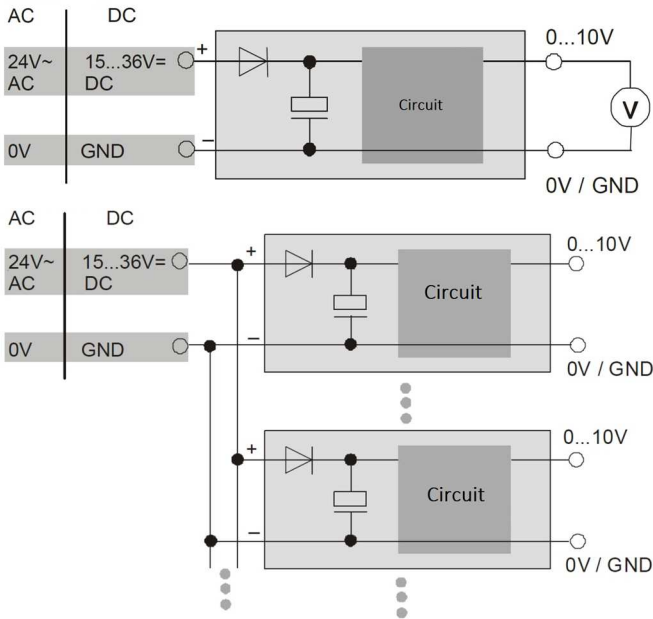 AC DC
0...10V
+
24V~ 15...36V=
AC DC
Circuit
V
−
0V GND
0V / GND
AC DC
0...10V
+
24V~ 15...36V=
AC DC
Circuit
−
0V GND
0V / GND
0...10V
+
Circuit
−
0V / GND